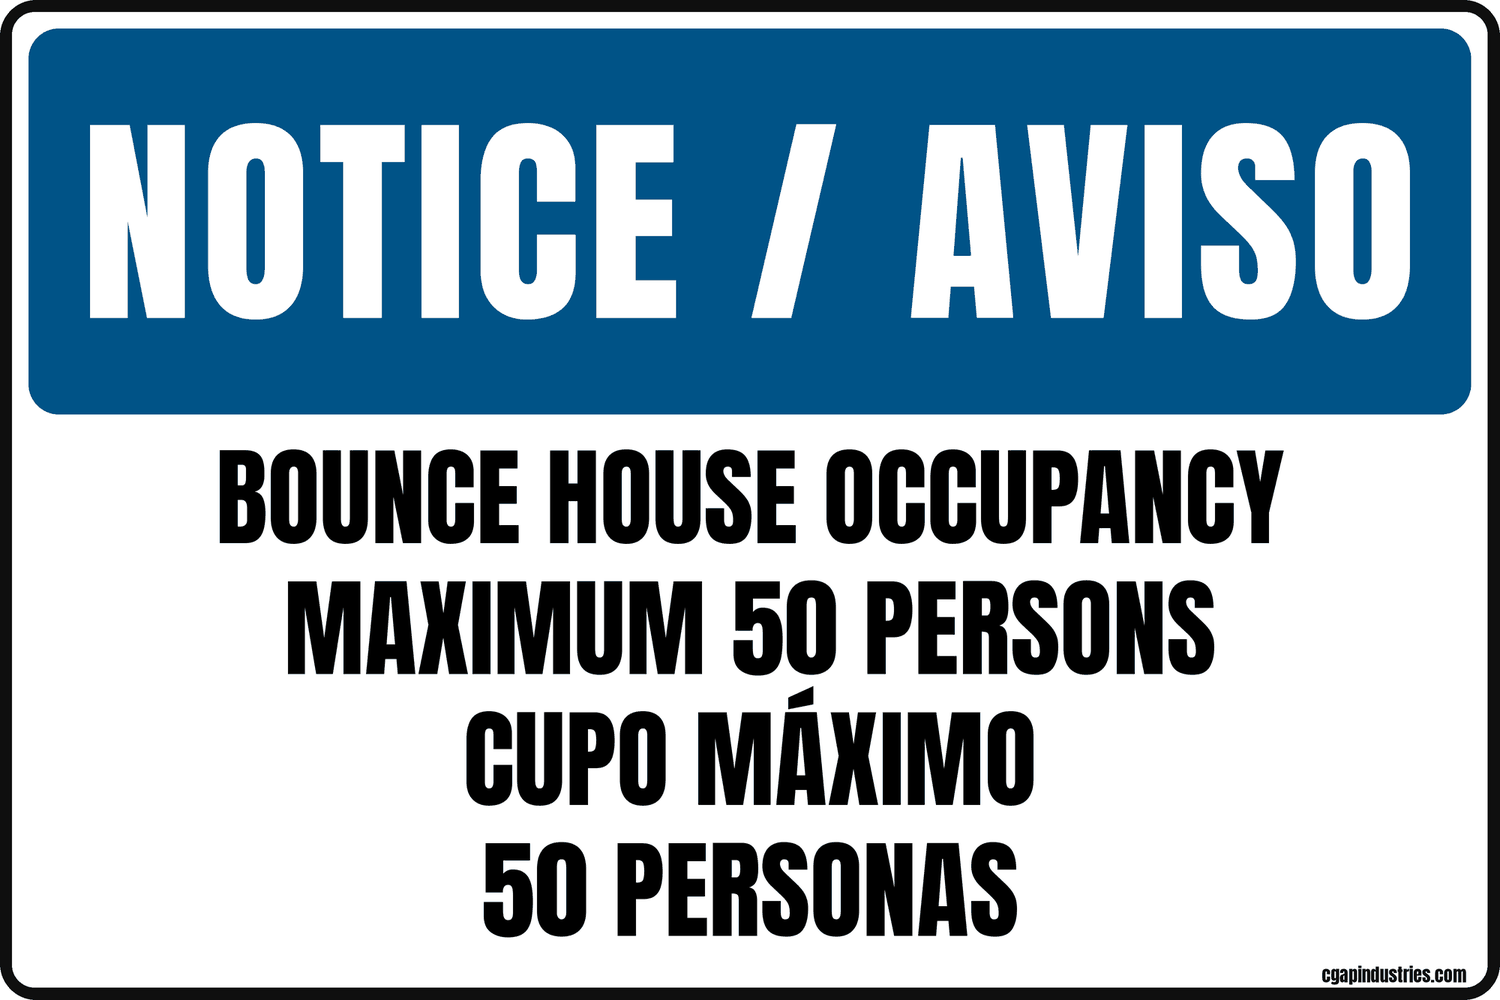 NOTICE / AVISO
BOUNCE HOUSE OCCUPANCY
MAXIMUM 50 PERSONS
CUPO MÁXIMO
50 PERSONAS
cgapindustries.com